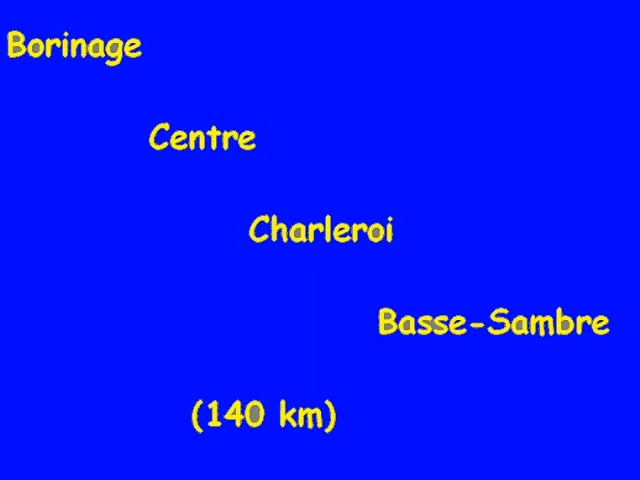 Borinage
Centre
Charleroi
Basse-Sambre
(140 km)